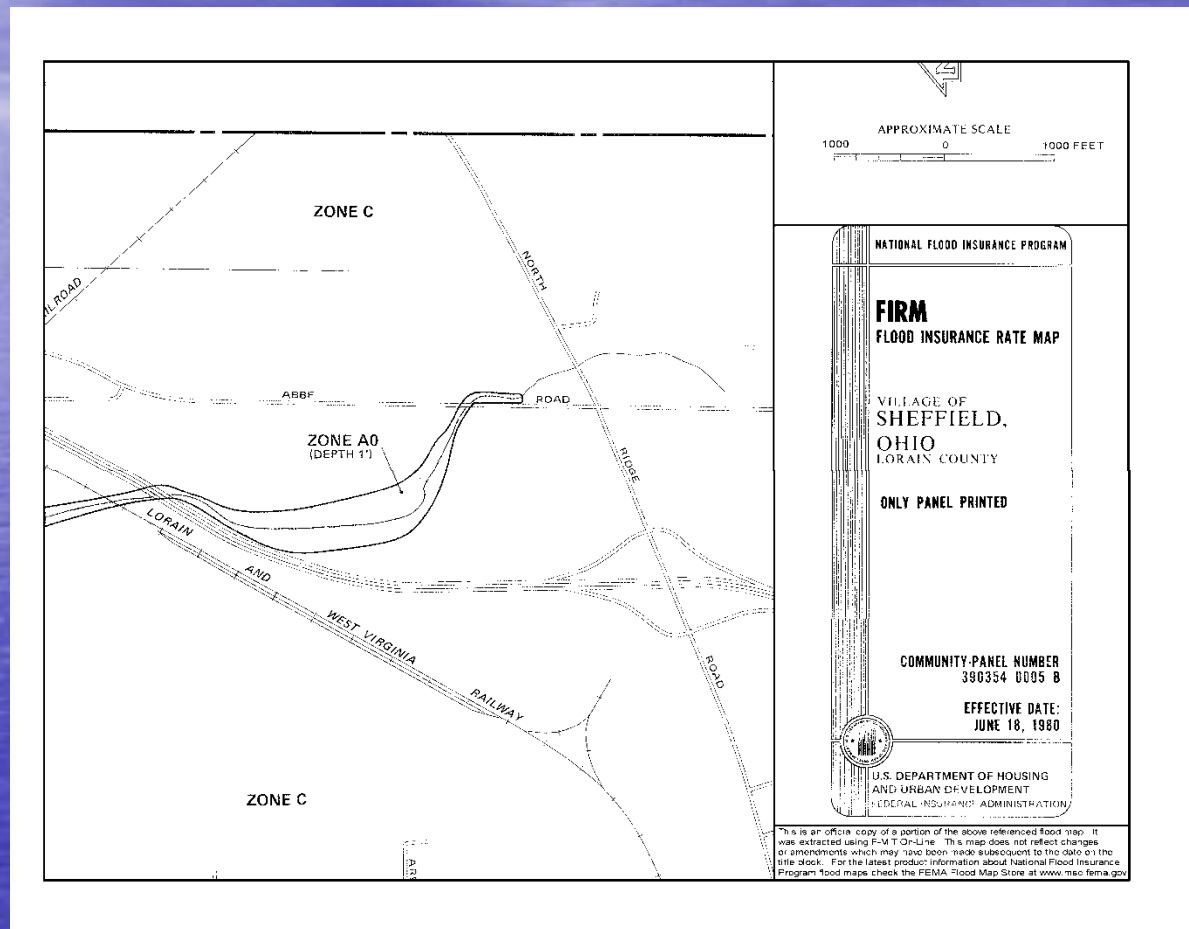 ZONE C
RAILROAD
NORTH
RIDGE
ROAD
ROAD
ZONE A0
(DEPTH 1')
LORAIN
AND
WEST VIRGINIA
RAILWAY
ZONE C
N
APPROXIMATE SCALE
1000 0 1000 FEET
NATIONAL FLOOD INSURANCE PROGRAM
FIRM
FLOOD INSURANCE RATE MAP
VILLAGE OF
SHEFFIELD,
OHIO
LORAIN COUNTY
ONLY PANEL PRINTED
COMMUNITY-PANEL NUMBER
390354 0005 B
EFFECTIVE DATE:
JUNE 18, 1980
U.S. DEPARTMENT OF HOUSING
AND URBAN DEVELOPMENT
FEDERAL INSURANCE ADMINISTRATION
This is an official copy of a portion of the above referenced flood map. It
was extracted using F-MIT On-Line. This map does not reflect changes
or amendments which may have been made subsequent to the date on the
title block. For the latest product information about National Flood Insurance
Program flood maps check the FEMA Flood Map Store at www.msc.fema.gov